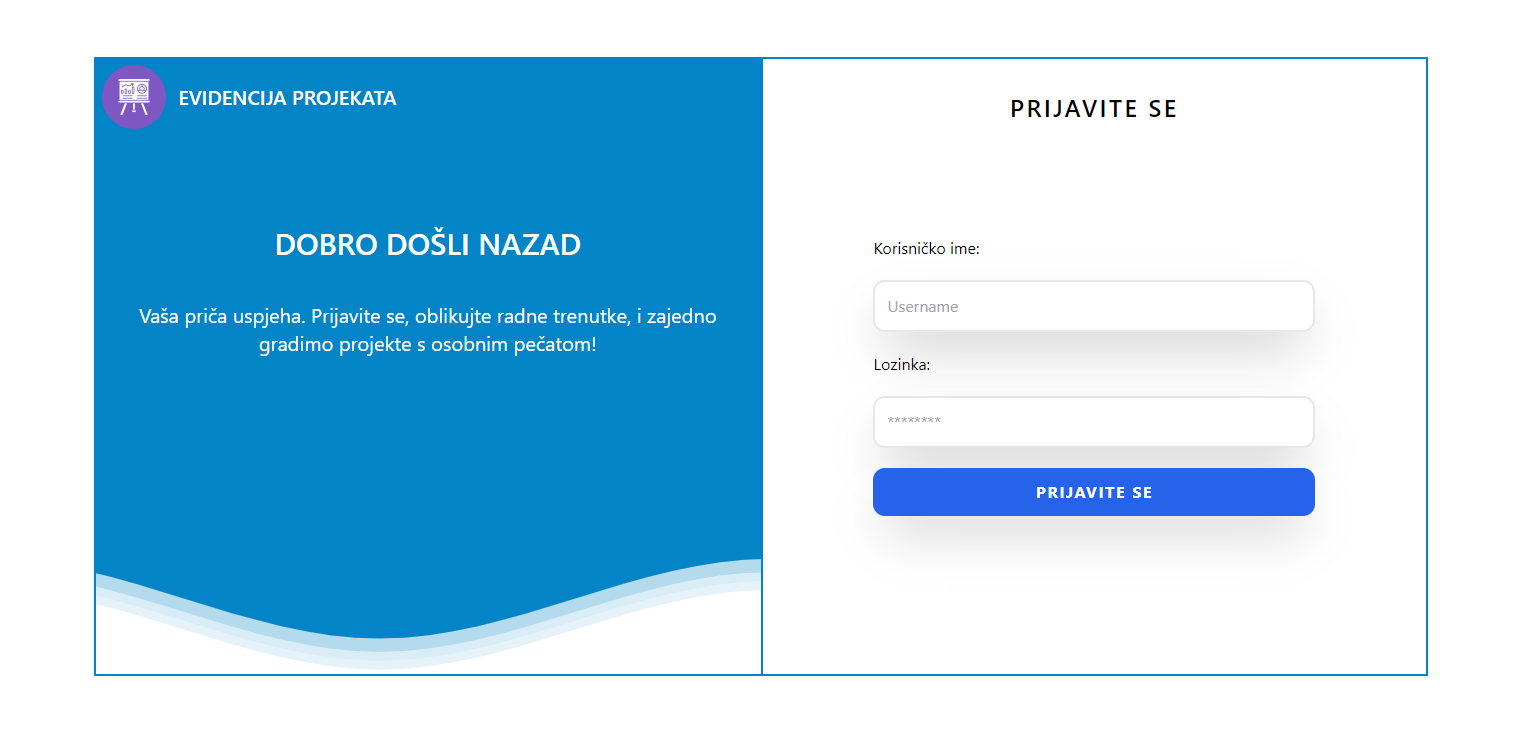 EVIDENCIJA PROJEKATA
DOBRO DOŠLI NAZAD
Vaša priča uspjeha. Prijavite se, oblikujte radne trenutke, i zajedno
gradimo projekte s osobnim pečatom!
PRIJAVITE SE
Korisničko ime:
Username
Lozinka:
********
PRIJAVITE SE